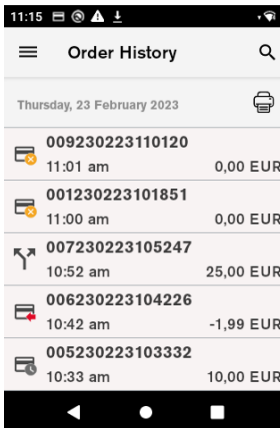 11:15
Order History
Thursday, 23 February 2023
009230223110120
11:01 am 0,00 EUR
001230223101851
11:00 am 0,00 EUR
007230223105247
10:52 am 25,00 EUR
006230223104226
10:42 am -1,99 EUR
005230223103332
10:33 am 10,00 EUR